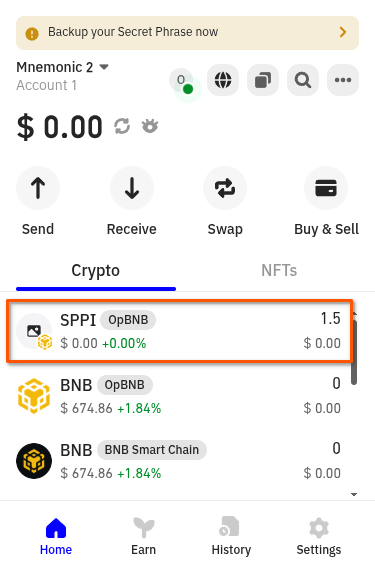 Backup your Secret Phrase now
Mnemonic 2
Account 1
0
$ 0.00
Send Receive Swap Buy & Sell
Crypto NFTs
SPPI OpBNB 1.5
$ 0.00 +0.00% $ 0.00
BNB OpBNB 0
$ 674.86 +1.84% $ 0.00
BNB BNB Smart Chain 0
$ 674.86 +1.84% $ 0.00
Home Earn History Settings